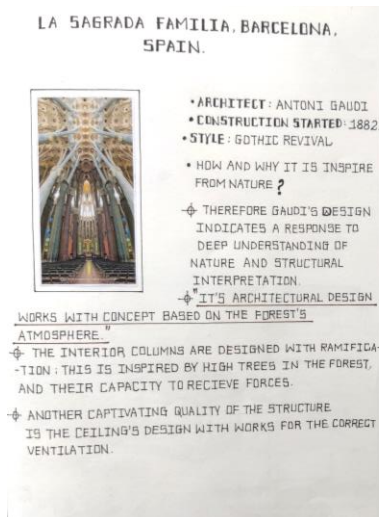 LA SAGRADA FAMILIA, BARCELONA,
SPAIN.
• ARCHITECT: ANTONI GAUDI
• CONSTRUCTION STARTED: 1882
• STYLE: GOTHIC REVIVAL
• HOW AND WHY IT IS INSPIRE
FROM NATURE ?
THEREFORE GAUDI'S DESIGN
INDICATES A RESPONSE TO
DEEP UNDERSTANDING OF
NATURE AND STRUCTURAL
INTERPRETATION.
"IT'S ARCHITECTURAL DESIGN
WORKS WITH CONCEPT BASED ON THE FOREST'S
ATMOSPHERE."
THE INTERIOR COLUMNS ARE DESIGNED WITH RAMIFICA-
-TION; THIS IS INSPIRED BY HIGH TREES IN THE FOREST,
AND THEIR CAPACITY TO RECIEVE FORCES.
ANOTHER CAPTIVATING QUALITY OF THE STRUCTURE
IS THE CEILING'S DESIGN WITH WORKS FOR THE CORRECT
VENTILATION.